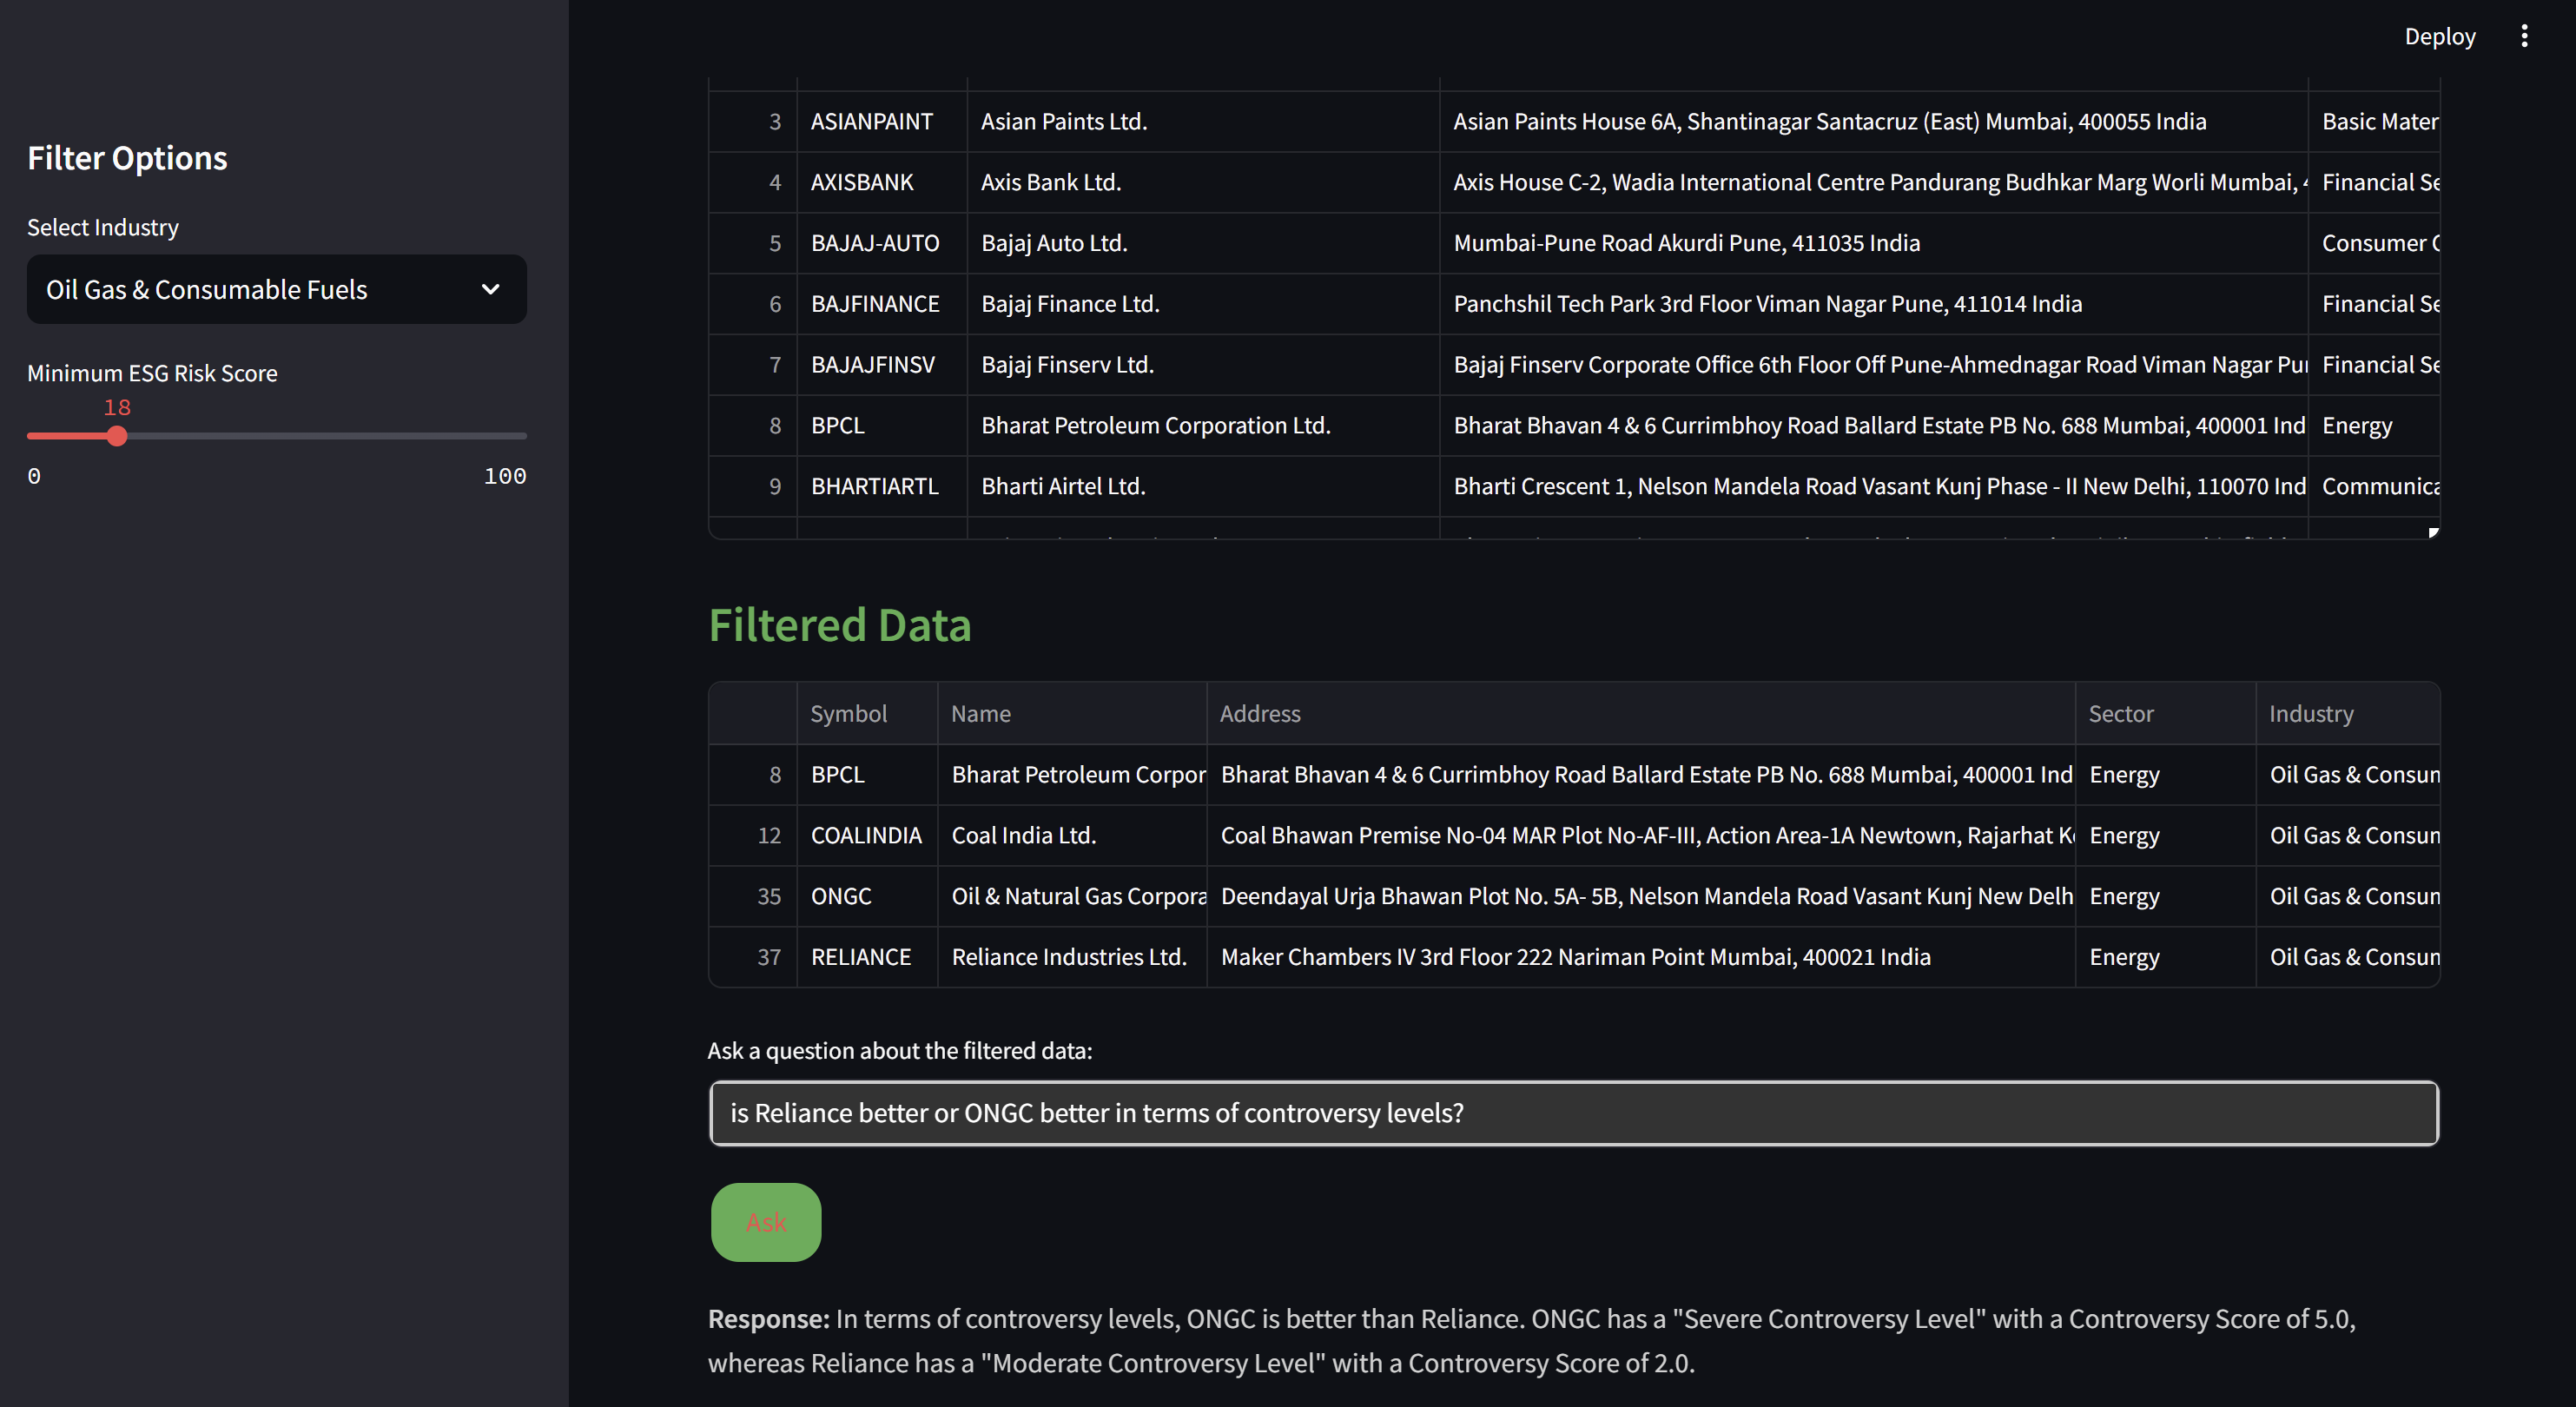 Deploy
Filter Options
Select Industry
Oil Gas & Consumable Fuels
Minimum ESG Risk Score
18
0 100
3 ASIANPAINT Asian Paints Ltd. Asian Paints House 6A, Shantinagar Santacruz (East) Mumbai, 400055 India Basic Mater
4 AXISBANK Axis Bank Ltd. Axis House C-2, Wadia International Centre Pandurang Budhkar Marg Worli Mumbai, Financial Se
5 BAJAJ-AUTO Bajaj Auto Ltd. Mumbai-Pune Road Akurdi Pune, 411035 India Consumer
6 BAJFINANCE Bajaj Finance Ltd. Panchshil Tech Park 3rd Floor Viman Nagar Pune, 411014 India Financial Se
7 BAJAJFINSV Bajaj Finserv Ltd. Bajaj Finserv Corporate Office 6th Floor Off Pune-Ahmednagar Road Viman Nagar Pu Financial Se
8 BPCL Bharat Petroleum Corporation Ltd. Bharat Bhavan 4 & 6 Currimbhoy Road Ballard Estate PB No. 688 Mumbai, 400001 Ind Energy
9 BHARTIARTL Bharti Airtel Ltd. Bharti Crescent 1, Nelson Mandela Road Vasant Kunj Phase - II New Delhi, 110070 Ind Communica
Filtered Data
Symbol Name Address Sector Industry
8 BPCL Bharat Petroleum Corpor Bharat Bhavan 4 & 6 Currimbhoy Road Ballard Estate PB No. 688 Mumbai, 400001 Ind Energy Oil Gas & Consum
12 COALINDIA Coal India Ltd. Coal Bhawan Premise No-04 MAR Plot No-AF-III, Action Area-1A Newtown, Rajarhat Energy Oil Gas & Consum
35 ONGC Oil & Natural Gas Corpora Deendayal Urja Bhawan Plot No. 5A- 5B, Nelson Mandela Road Vasant Kunj New Delh Energy Oil Gas & Consum
37 RELIANCE Reliance Industries Ltd. Maker Chambers IV 3rd Floor 222 Nariman Point Mumbai, 400021 India Energy Oil Gas & Consum
Ask a question about the filtered data:
is Reliance better or ONGC better in terms of controversy levels?
Ask
Response: In terms of controversy levels, ONGC is better than Reliance. ONGC has a "Severe Controversy Level" with a Controversy Score of 5.0,
whereas Reliance has a "Moderate Controversy Level" with a Controversy Score of 2.0.